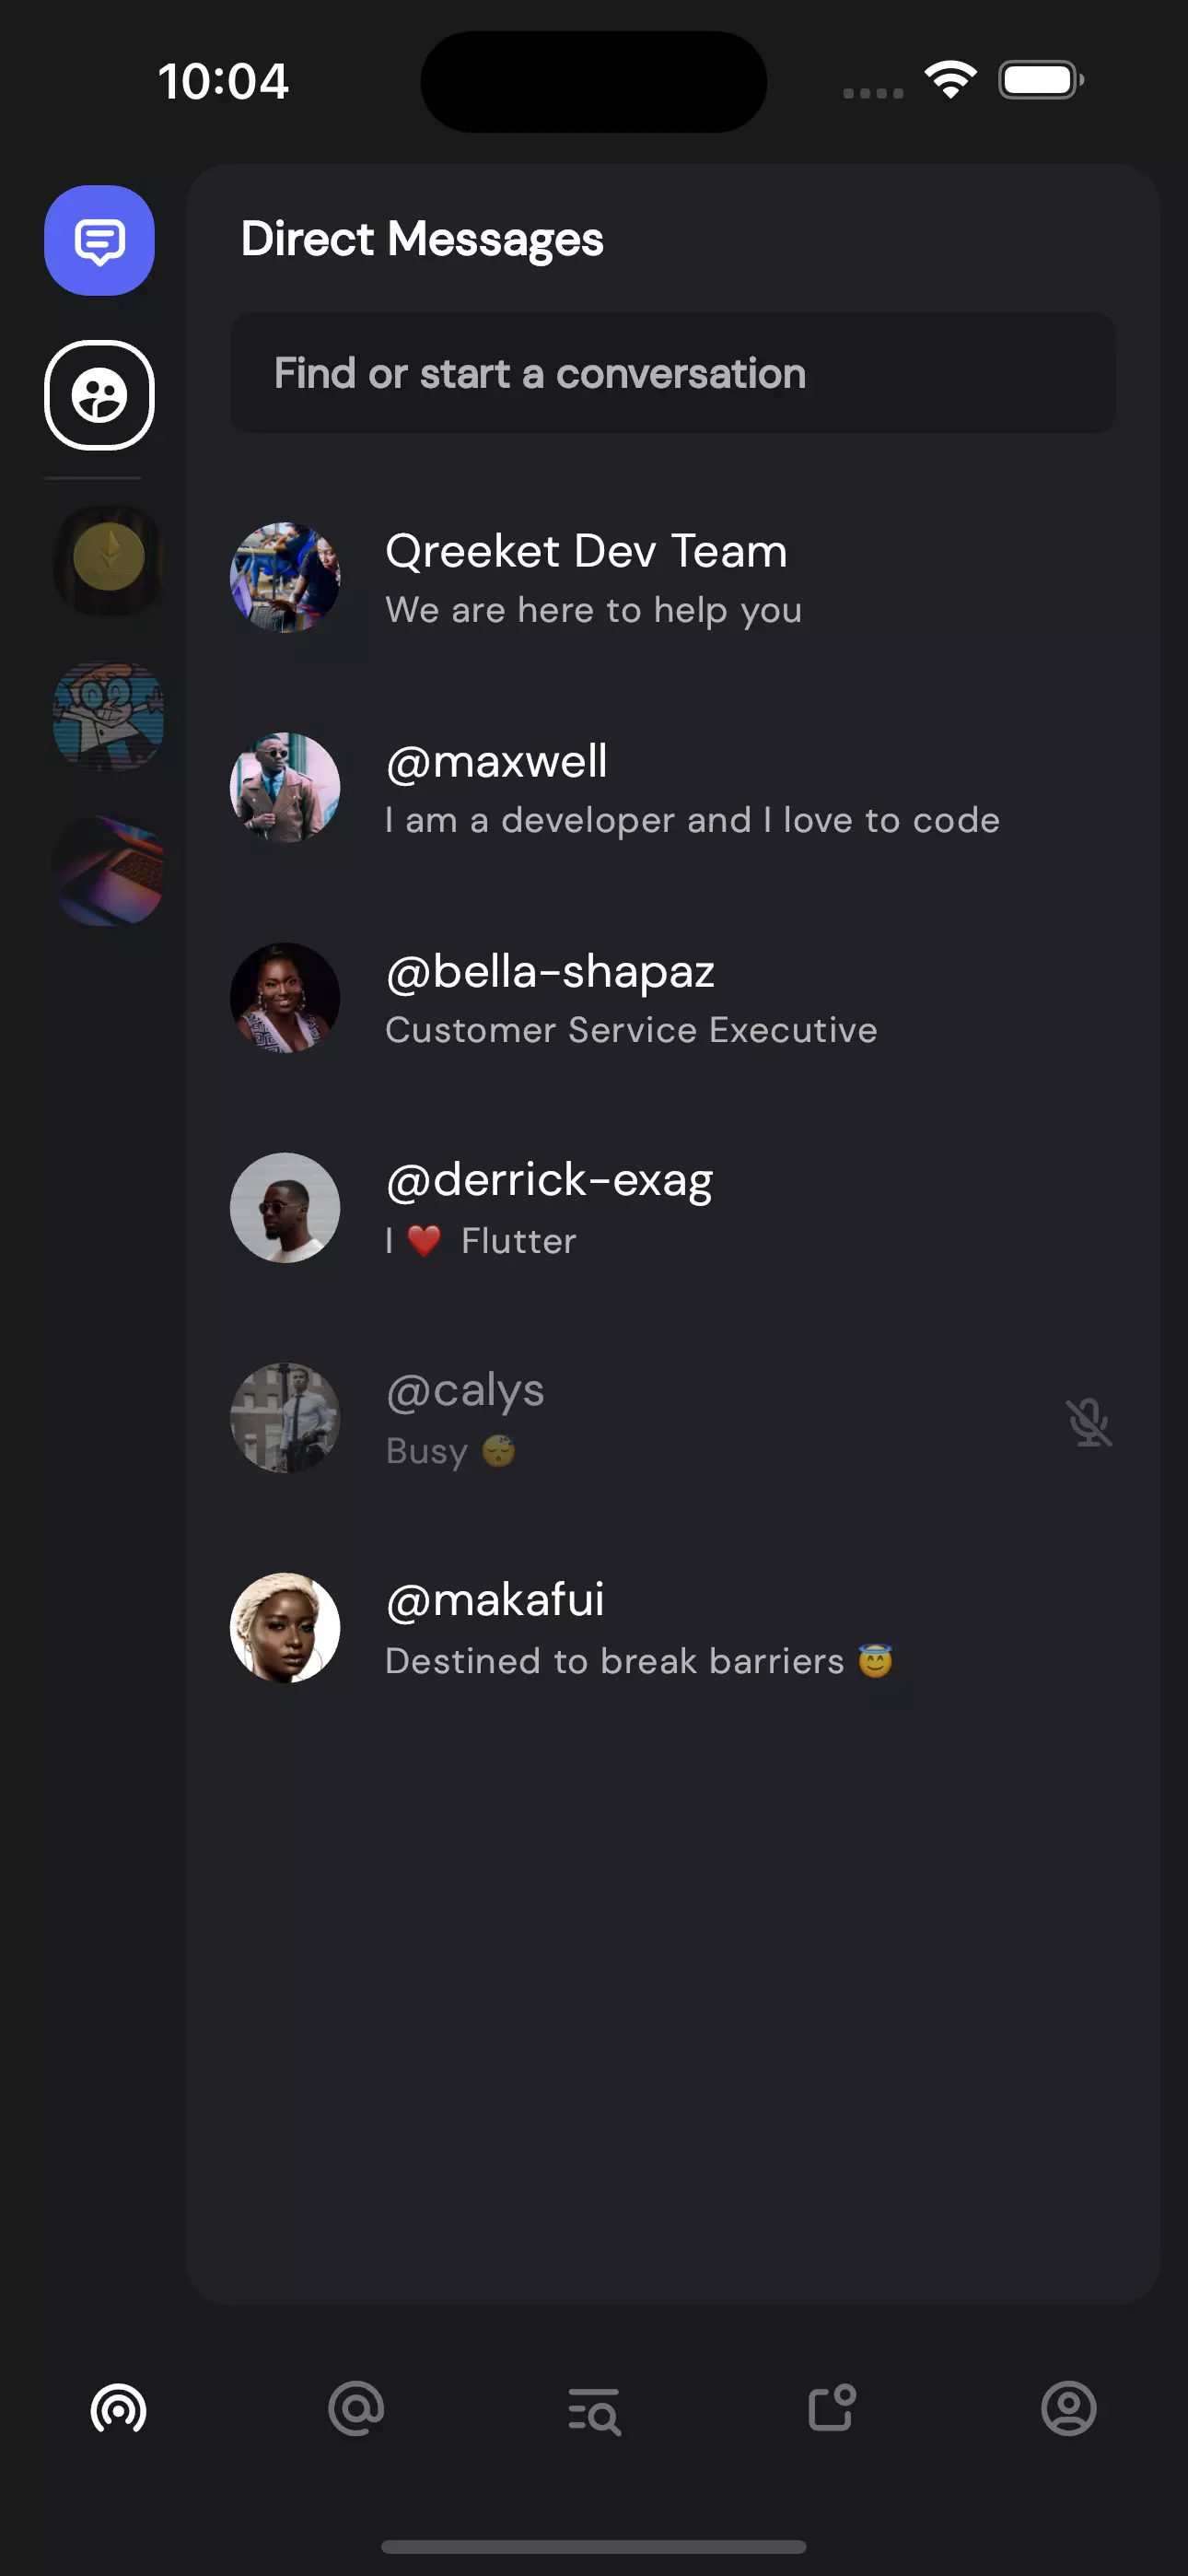 10:04
Direct Messages
Find or start a conversation
Qreeket Dev Team
We are here to help you
@maxwell
I am a developer and I love to code
@bella-shapaz
Customer Service Executive
@derrick-exag
I ❤️ Flutter
@calys
Busy 😴
@makafui
Destined to break barriers 😇